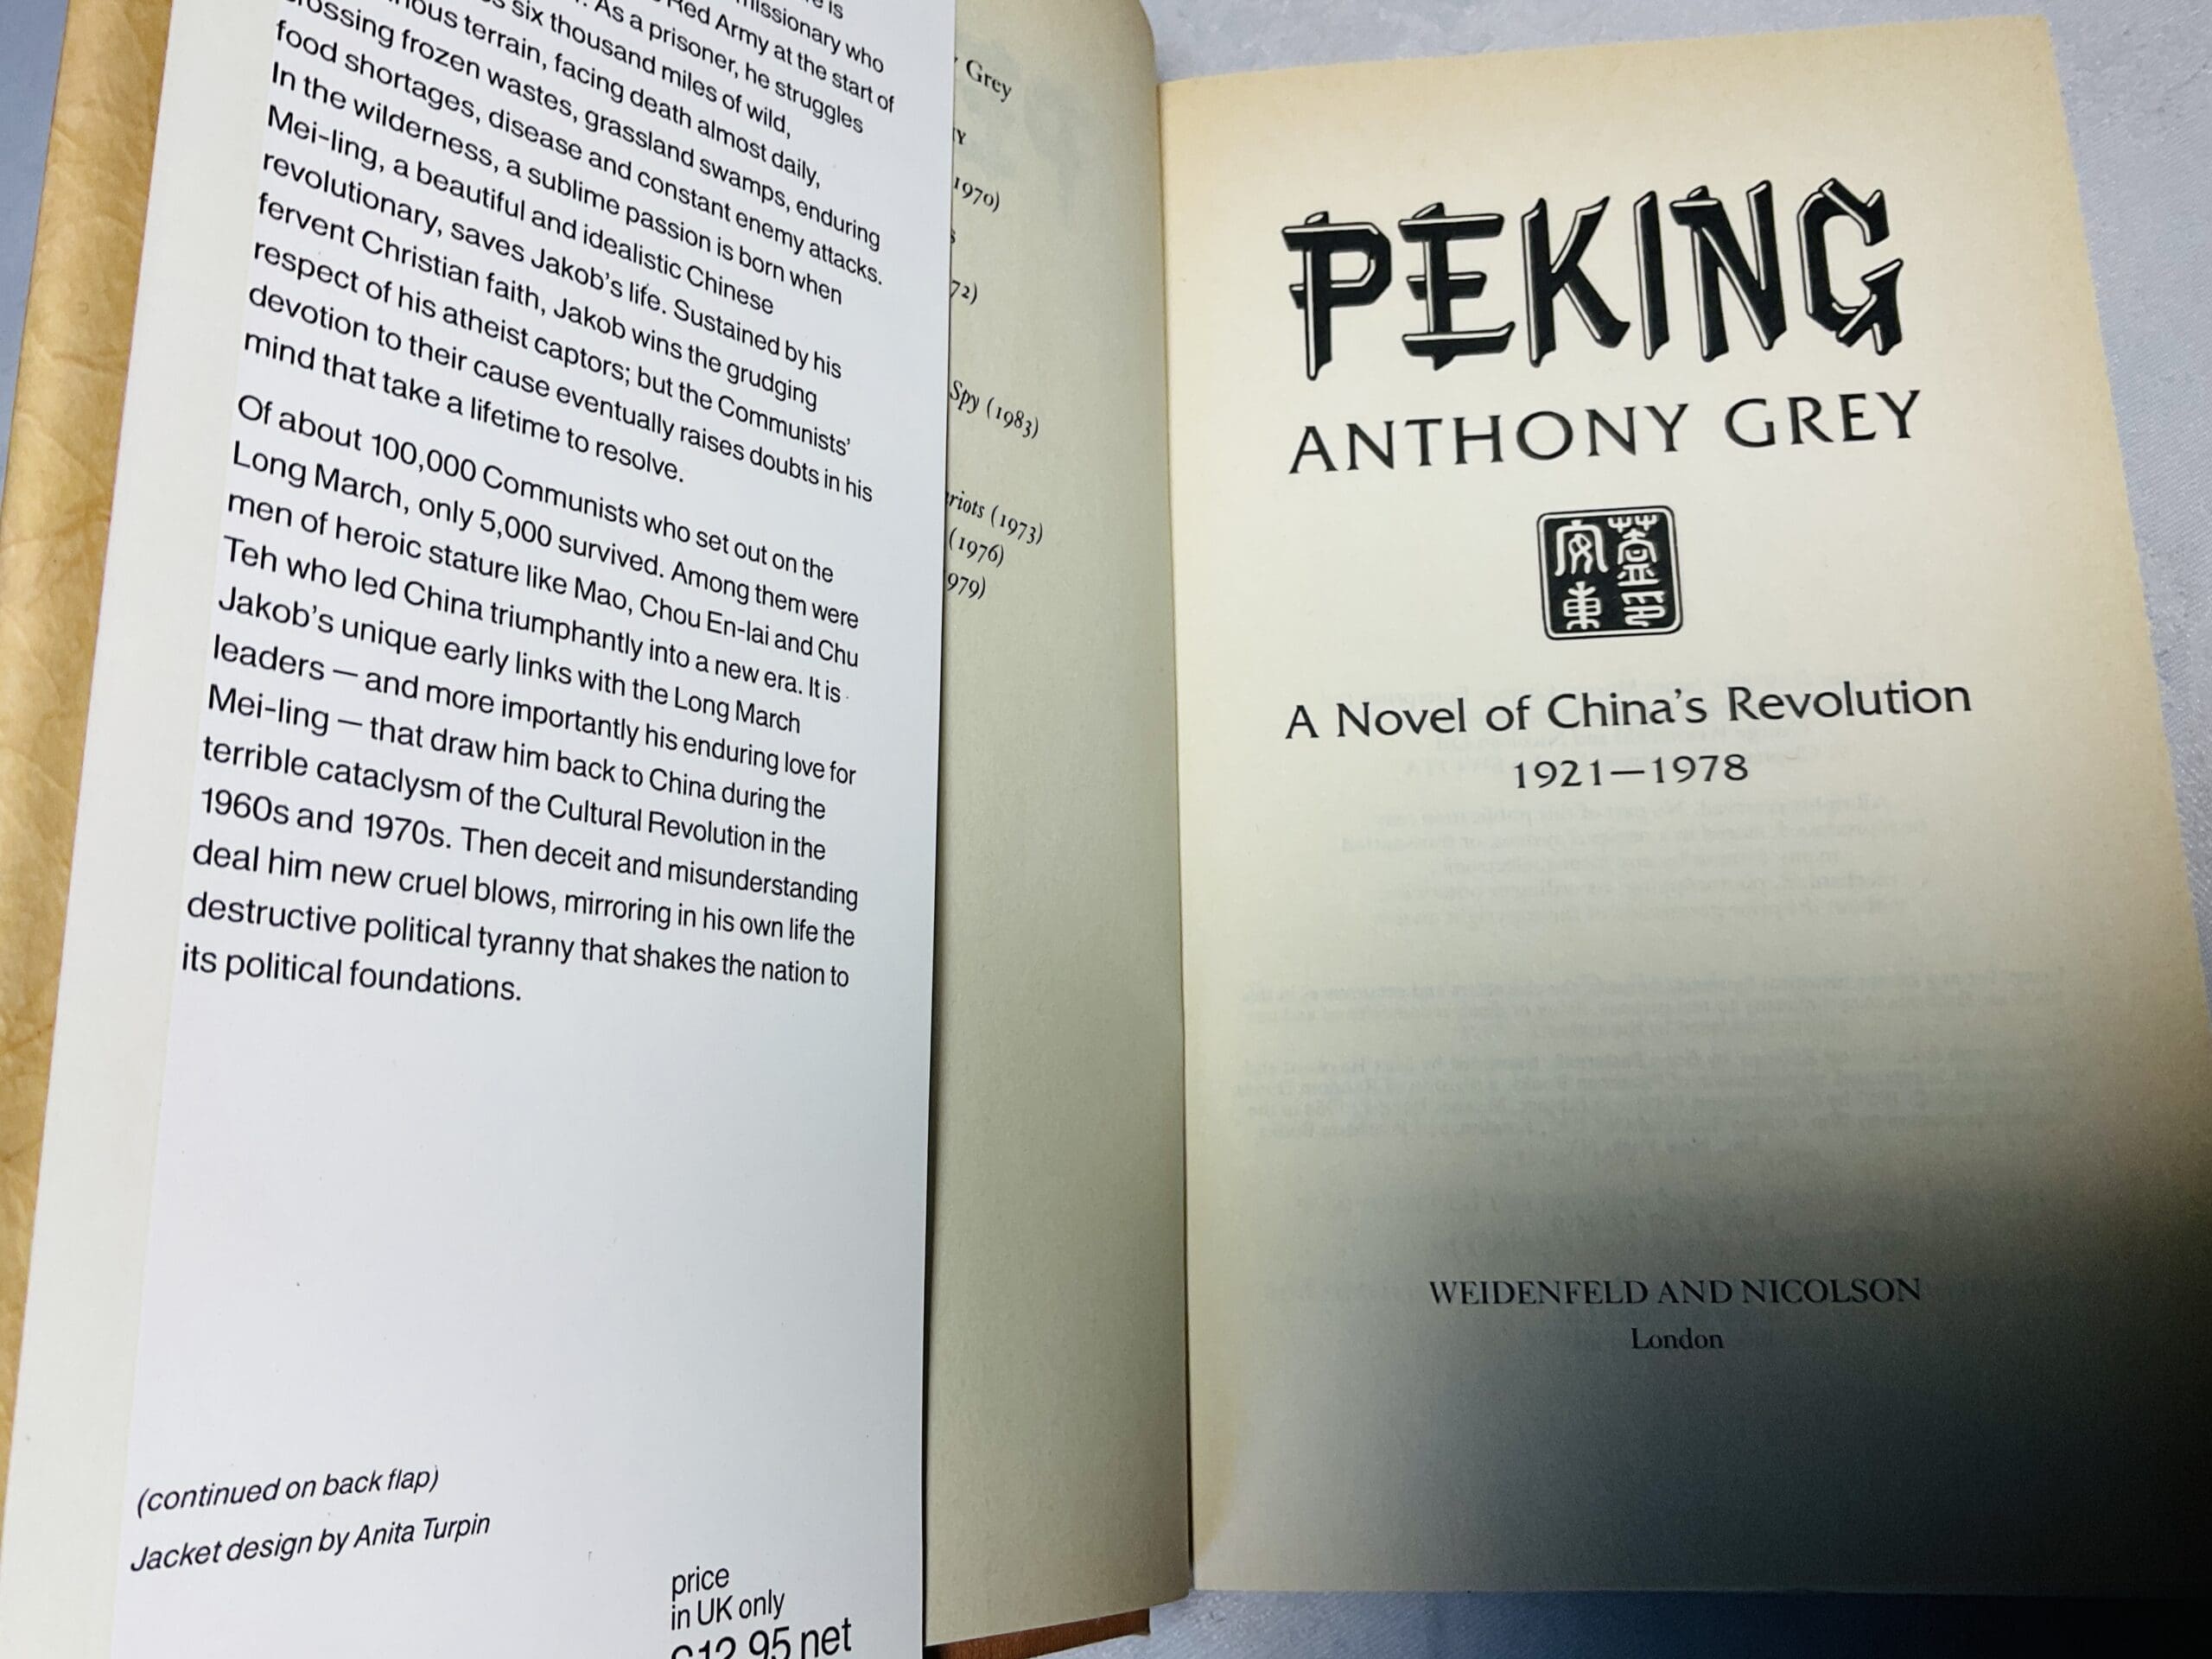 is
missionary who
Red Army at the start of
As a prisoner, he struggles
six thousand miles of wild,
terrain, facing death almost daily,
crossing frozen wastes, grassland swamps, enduring
food shortages, disease and constant enemy attacks.
In the wilderness, a sublime passion is born when
Mei-ling, a beautiful and idealistic Chinese
revolutionary, saves Jakob's life. Sustained by his
fervent Christian faith, Jakob wins the grudging
respect of his atheist captors; but the Communists'
devotion to their cause eventually raises doubts in his
mind that take a lifetime to resolve.
Of about 100,000 Communists who set out on the
Long March, only 5,000 survived. Among them were
men of heroic stature like Mao, Chou En-lai and Chu
Teh who led China triumphantly into a new era. It is
Jakob's unique early links with the Long March
leaders — and more importantly his enduring love for
Mei-ling — that draw him back to China during the
terrible cataclysm of the Cultural Revolution in the
1960s and 1970s. Then deceit and misunderstanding
deal him new cruel blows, mirroring in his own life the
destructive political tyranny that shakes the nation to
its political foundations.
(continued on back flap)
Jacket design by Anita Turpin
price
in UK only
£12.95 net
Grey
1970)
72)
Spy (1983)
riots (1973)
(1976)
979)
PEKING
ANTHONY GREY
A Novel of China's Revolution
1921—1978
WEIDENFELD AND NICOLSON
London